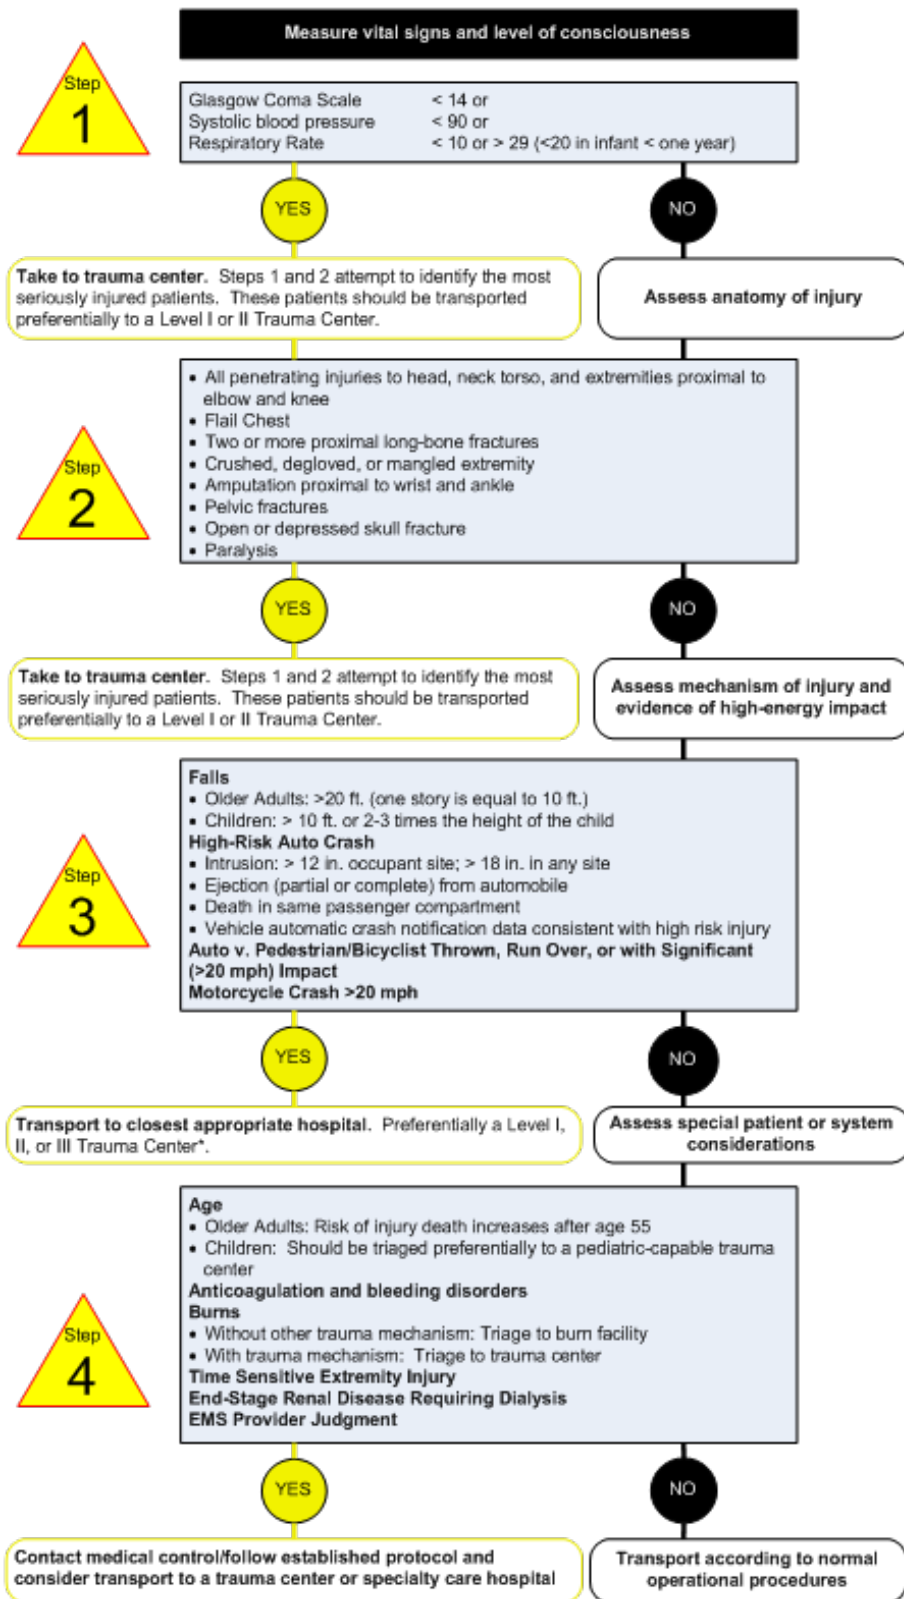 Measure vital signs and level of consciousness
Step
1
Glasgow Coma Scale < 14 or
Systolic blood pressure < 90 or
Respiratory Rate < 10 or > 29 (<20 in infant < one year)
YES
NO
Take to trauma center. Steps 1 and 2 attempt to identify the most
seriously injured patients. These patients should be transported
preferentially to a Level I or II Trauma Center.
Assess anatomy of injury
Step
2
• All penetrating injuries to head, neck torso, and extremities proximal to
elbow and knee
• Flail Chest
• Two or more proximal long-bone fractures
• Crushed, degloved, or mangled extremity
• Amputation proximal to wrist and ankle
• Pelvic fractures
• Open or depressed skull fracture
• Paralysis
YES
NO
Take to trauma center. Steps 1 and 2 attempt to identify the most
seriously injured patients. These patients should be transported
preferentially to a Level I or II Trauma Center.
Assess mechanism of injury and
evidence of high-energy impact
Step
3
Falls
• Older Adults: >20 ft. (one story is equal to 10 ft.)
• Children: > 10 ft. or 2-3 times the height of the child
High-Risk Auto Crash
• Intrusion: > 12 in. occupant site; > 18 in. in any site
• Ejection (partial or complete) from automobile
• Death in same passenger compartment
• Vehicle automatic crash notification data consistent with high risk injury
Auto v. Pedestrian/Bicyclist Thrown, Run Over, or with Significant
(>20 mph) Impact
Motorcycle Crash >20 mph
YES
NO
Transport to closest appropriate hospital. Preferentially a Level I,
II, or III Trauma Center*.
Assess special patient or system
considerations
Step
4
Age
• Older Adults: Risk of injury death increases after age 55
• Children: Should be triaged preferentially to a pediatric-capable trauma
center
Anticoagulation and bleeding disorders
Burns
• Without other trauma mechanism: Triage to burn facility
• With trauma mechanism: Triage to trauma center
Time Sensitive Extremity Injury
End-Stage Renal Disease Requiring Dialysis
EMS Provider Judgment
YES
NO
Contact medical control/follow established protocol and
consider transport to a trauma center or specialty care hospital
Transport according to normal
operational procedures